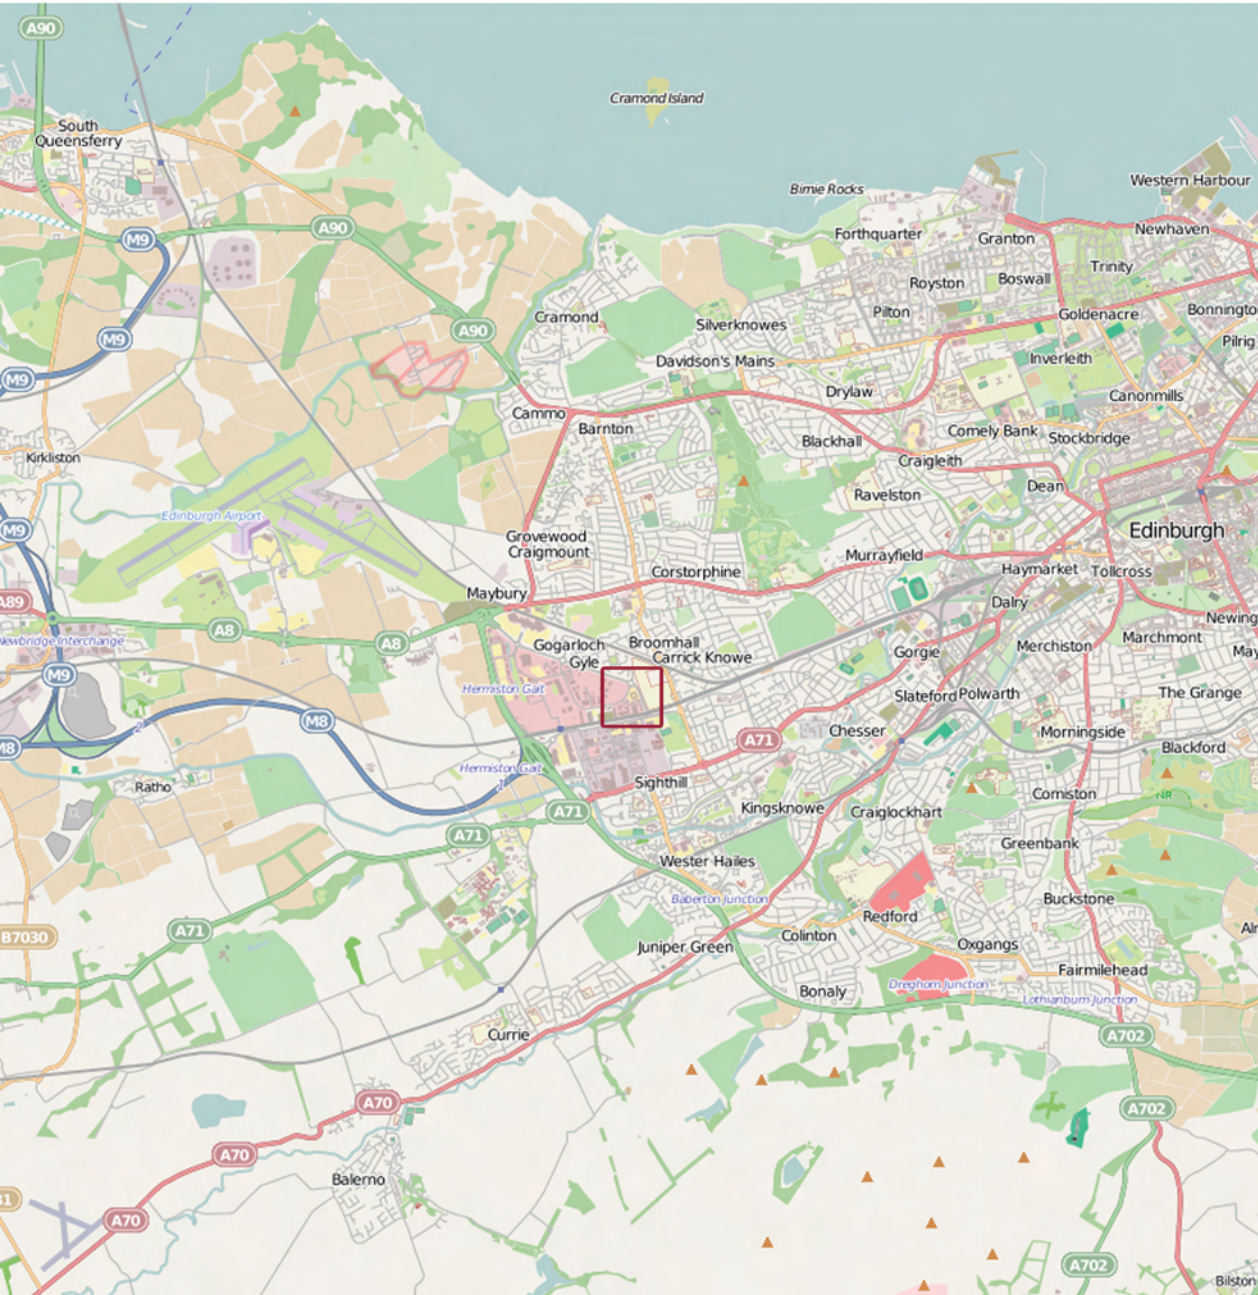 A90
Cramond Island
South
Queensferry
Western Harbour
Birnie Rocks
A90
M9
Forthquarter
Granton
Newhaven
Trinity
Royston
Boswall
Pilton
Goldenacre
Bonningto
Cramond
Silverknowes
A90
M9
Pilrig
Davidson's Mains
Inverleith
M9
Drylaw
Canonmills
Cammo
Barnton
Comely Bank
Stockbridge
Blackhall
Kirkliston
Craigleith
Dean
Ravelston
Edinburgh Airport
M9
Edinburgh
Grovewood
Craigmount
Murrayfield
Corstorphine
Haymarket
Tollcross
Maybury
A89
Dalry
Newing
A8
A8
Newbridge Interchange
Gogarloch
Broomhall
Merchiston
Marchmont
Gyle
Carrick Knowe
Gorgie
May
M9
Hermiston Gait
Slateford
Polwarth
The Grange
M8
Chesser
Morningside
A71
M8
Blackford
Hermiston Gait
Ratho
Sighthill
Comiston
NR
Kingsknowe
Craiglockhart
A71
A71
Greenbank
Wester Hailes
Baberton Junction
Buckstone
Redford
A71
B7030
Colinton
Juniper Green
Oxgangs
Fairmilehead
Dreghorn Junction
Bonaly
Lothianburn Junction
Currie
A702
A70
A702
A70
Balerno
A70
A702
Bilston